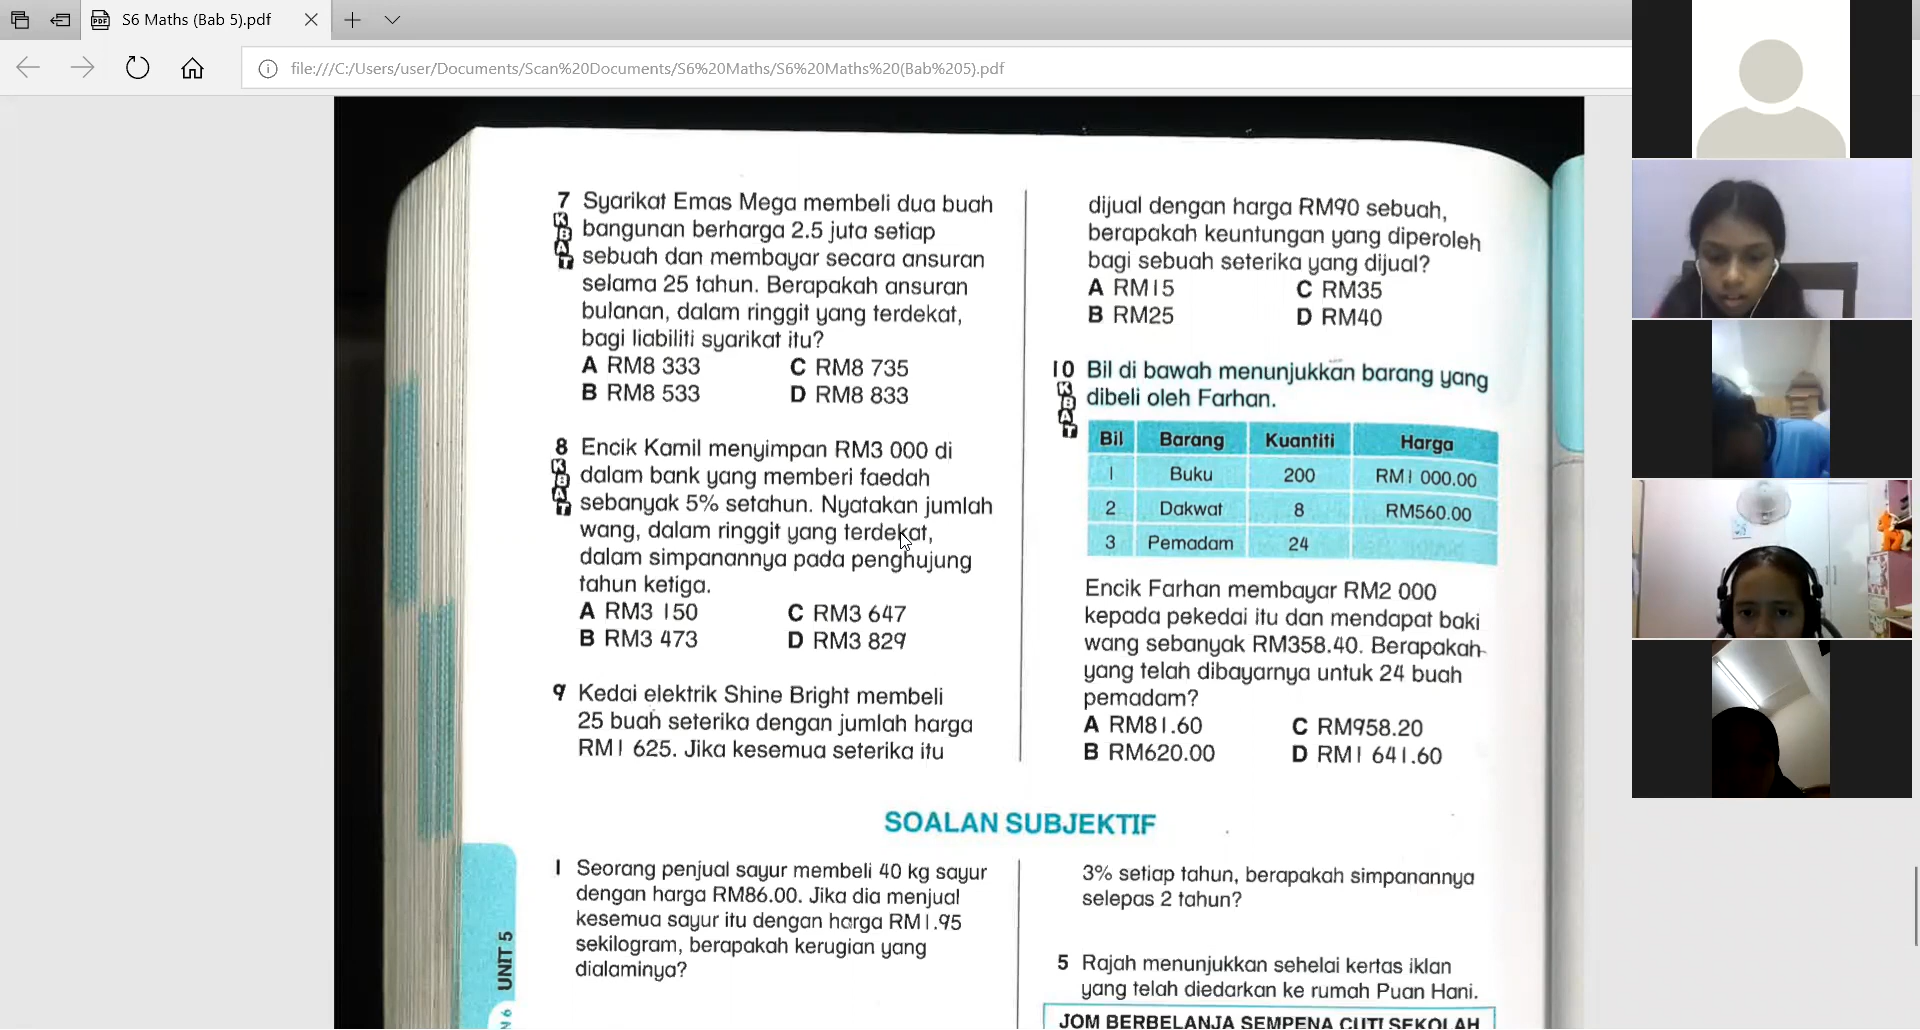 S6 Maths (Bab 5).pdf
file:///C:/Users/user/Documents/Scan%20Documents/S6%20Maths/S6%20Maths%20(Bab%205).pdf
7 Syarikat Emas Mega membeli dua buah
KBAT
bangunan berharga 2.5 juta setiap
sebuah dan membayar secara ansuran
selama 25 tahun. Berapakah ansuran
bulanan, dalam ringgit yang terdekat,
bagi liabiliti syarikat itu?
A RM8 333 C RM8 735
B RM8 533 D RM8 833
8 Encik Kamil menyimpan RM3 000 di
KBAT
dalam bank yang memberi faedah
sebanyak 5% setahun. Nyatakan jumlah
wang, dalam ringgit yang terdekat,
dalam simpanannya pada penghujung
tahun ketiga.
A RM3 150 C RM3 647
B RM3 473 D RM3 829
9 Kedai elektrik Shine Bright membeli
25 buah seterika dengan jumlah harga
RM1 625. Jika kesemua seterika itu
dijual dengan harga RM90 sebuah,
berapakah keuntungan yang diperoleh
bagi sebuah seterika yang dijual?
A RM15 C RM35
B RM25 D RM40
10 Bil di bawah menunjukkan barang yang
KBAT
dibeli oleh Farhan.
Bil Barang Kuantiti Harga
1 Buku 200 RM1 000.00
2 Dakwat 8 RM560.00
3 Pemadam 24
Encik Farhan membayar RM2 000
kepada pekedai itu dan mendapat baki
wang sebanyak RM358.40. Berapakah
yang telah dibayarnya untuk 24 buah
pemadam?
A RM81.60 C RM958.20
B RM620.00 D RM1 641.60
SOALAN SUBJEKTIF
1 Seorang penjual sayur membeli 40 kg sayur
dengan harga RM86.00. Jika dia menjual
kesemua sayur itu dengan harga RM1.95
sekilogram, berapakah kerugian yang
dialaminya?
3% setiap tahun, berapakah simpanannya
selepas 2 tahun?
5 Rajah menunjukkan sehelai kertas iklan
yang telah diedarkan ke rumah Puan Hani.
JOM BERBELANJA SEMPENA CUTI SEKOLAH
UNIT 5